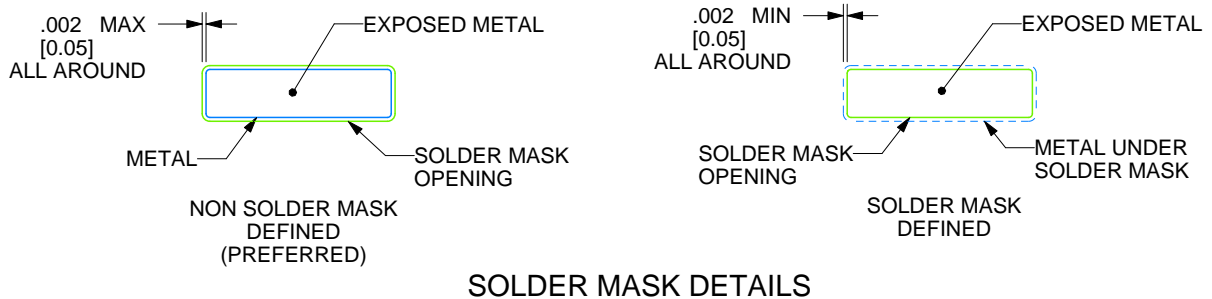 .002 MAX
[0.05]
ALL AROUND
EXPOSED METAL
METAL
SOLDER MASK
OPENING
NON SOLDER MASK
DEFINED
(PREFERRED)
.002 MIN
[0.05]
ALL AROUND
EXPOSED METAL
SOLDER MASK
OPENING
METAL UNDER
SOLDER MASK
SOLDER MASK
DEFINED
SOLDER MASK DETAILS